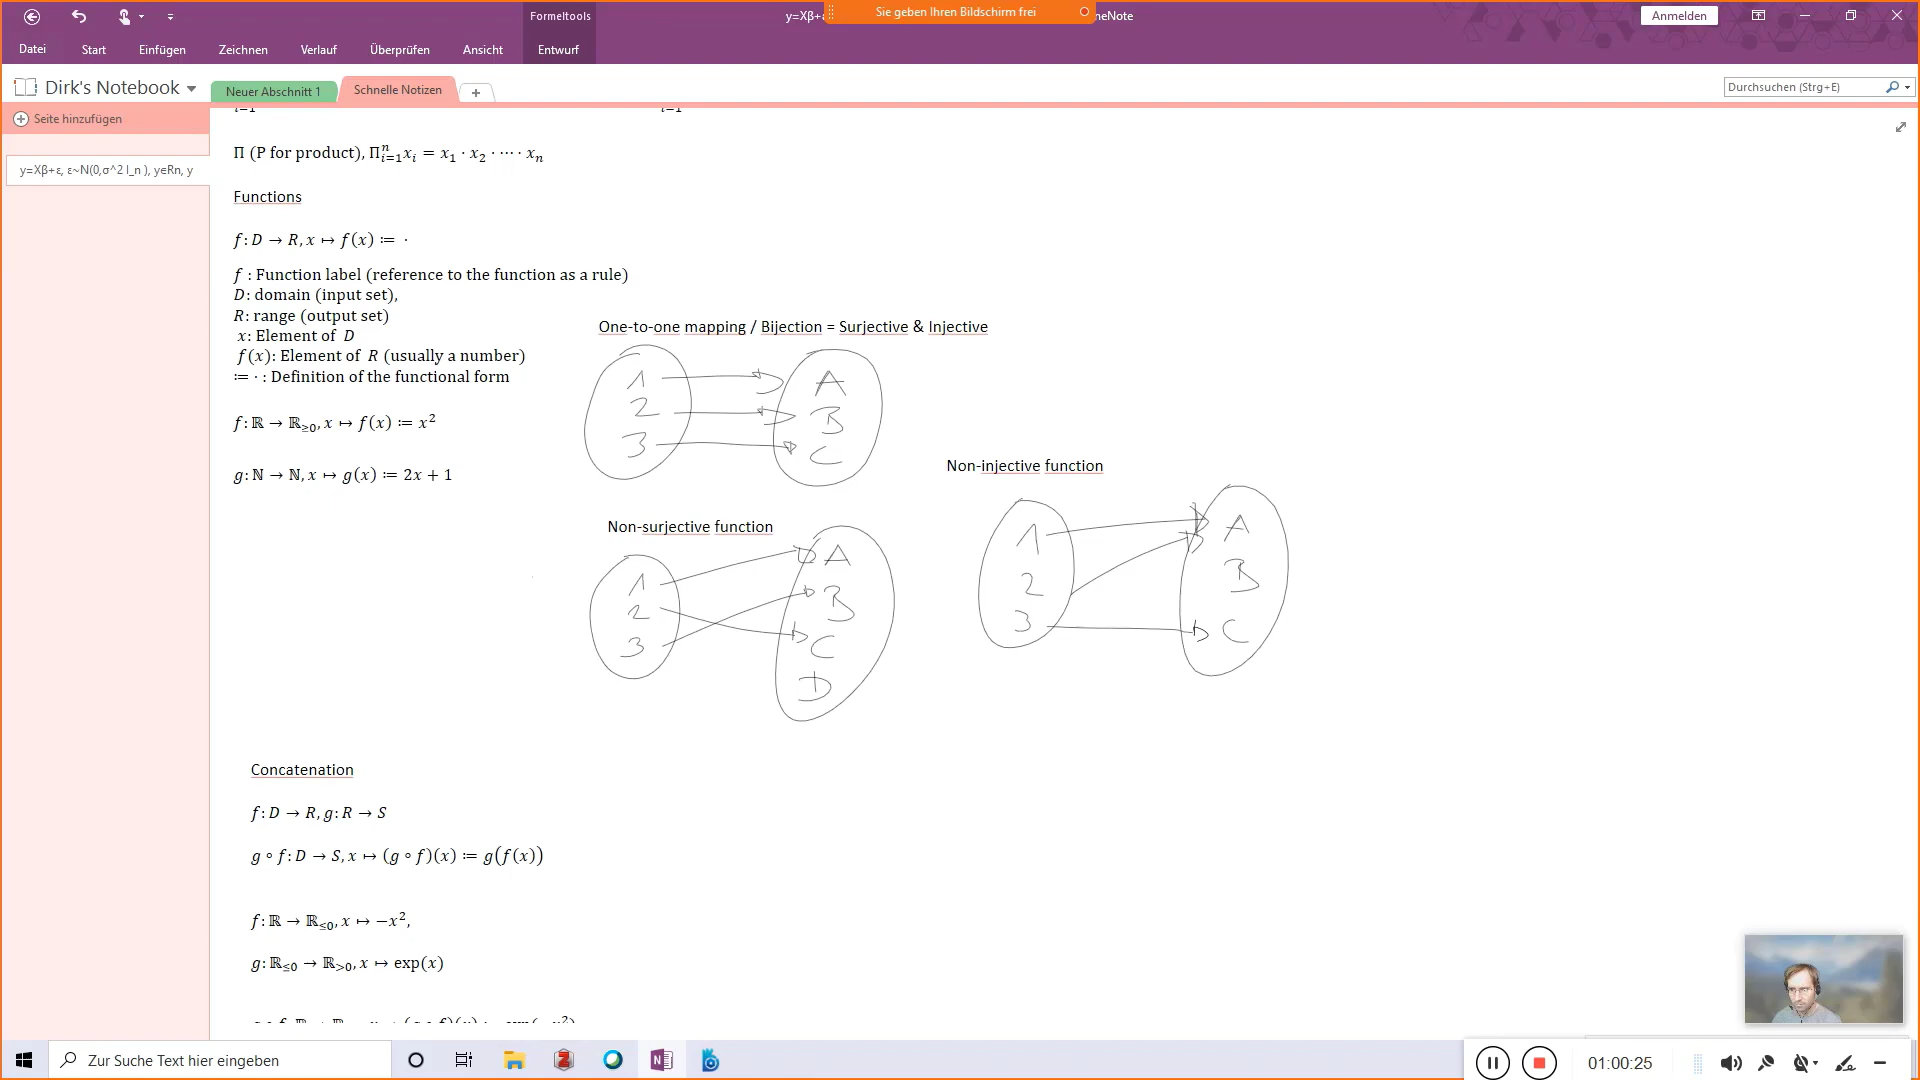 Formeltools
y=Xβ+ε
Sie geben Ihren Bildschirm frei
neNote
Anmelden
Datei
Start
Einfügen
Zeichnen
Verlauf
Überprüfen
Ansicht
Entwurf
Dirk's Notebook
Neuer Abschnitt 1
Schnelle Notizen
Durchsuchen (Strg+E)
Seite hinzufügen
y=Xβ+ε, ε~N(0,σ^2 I_n ), y∈Rn, y
i=1
i=1
Π (P for product), Π_{i=1}^n x_i = x_1 · x_2 · ⋯ · x_n
Functions
f: D → R, x ↦ f(x) ≔ ·
f : Function label (reference to the function as a rule)
D: domain (input set),
R: range (output set)
x: Element of D
f(x): Element of R (usually a number)
≔ · : Definition of the functional form
f: ℝ → ℝ≥0, x ↦ f(x) ≔ x²
g: ℕ → ℕ, x ↦ g(x) ≔ 2x + 1
One-to-one mapping / Bijection = Surjective & Injective
1 A
2 B
3 C
Non-surjective function
1 A
2 B
3 C
D
Non-injective function
1 A
2 B
3 C
Concatenation
f: D → R, g: R → S
g ∘ f: D → S, x ↦ (g ∘ f)(x) ≔ g(f(x))
f: ℝ → ℝ≤0, x ↦ −x²,
g: ℝ≤0 → ℝ>0, x ↦ exp(x)
Zur Suche Text hier eingeben
01:00:25